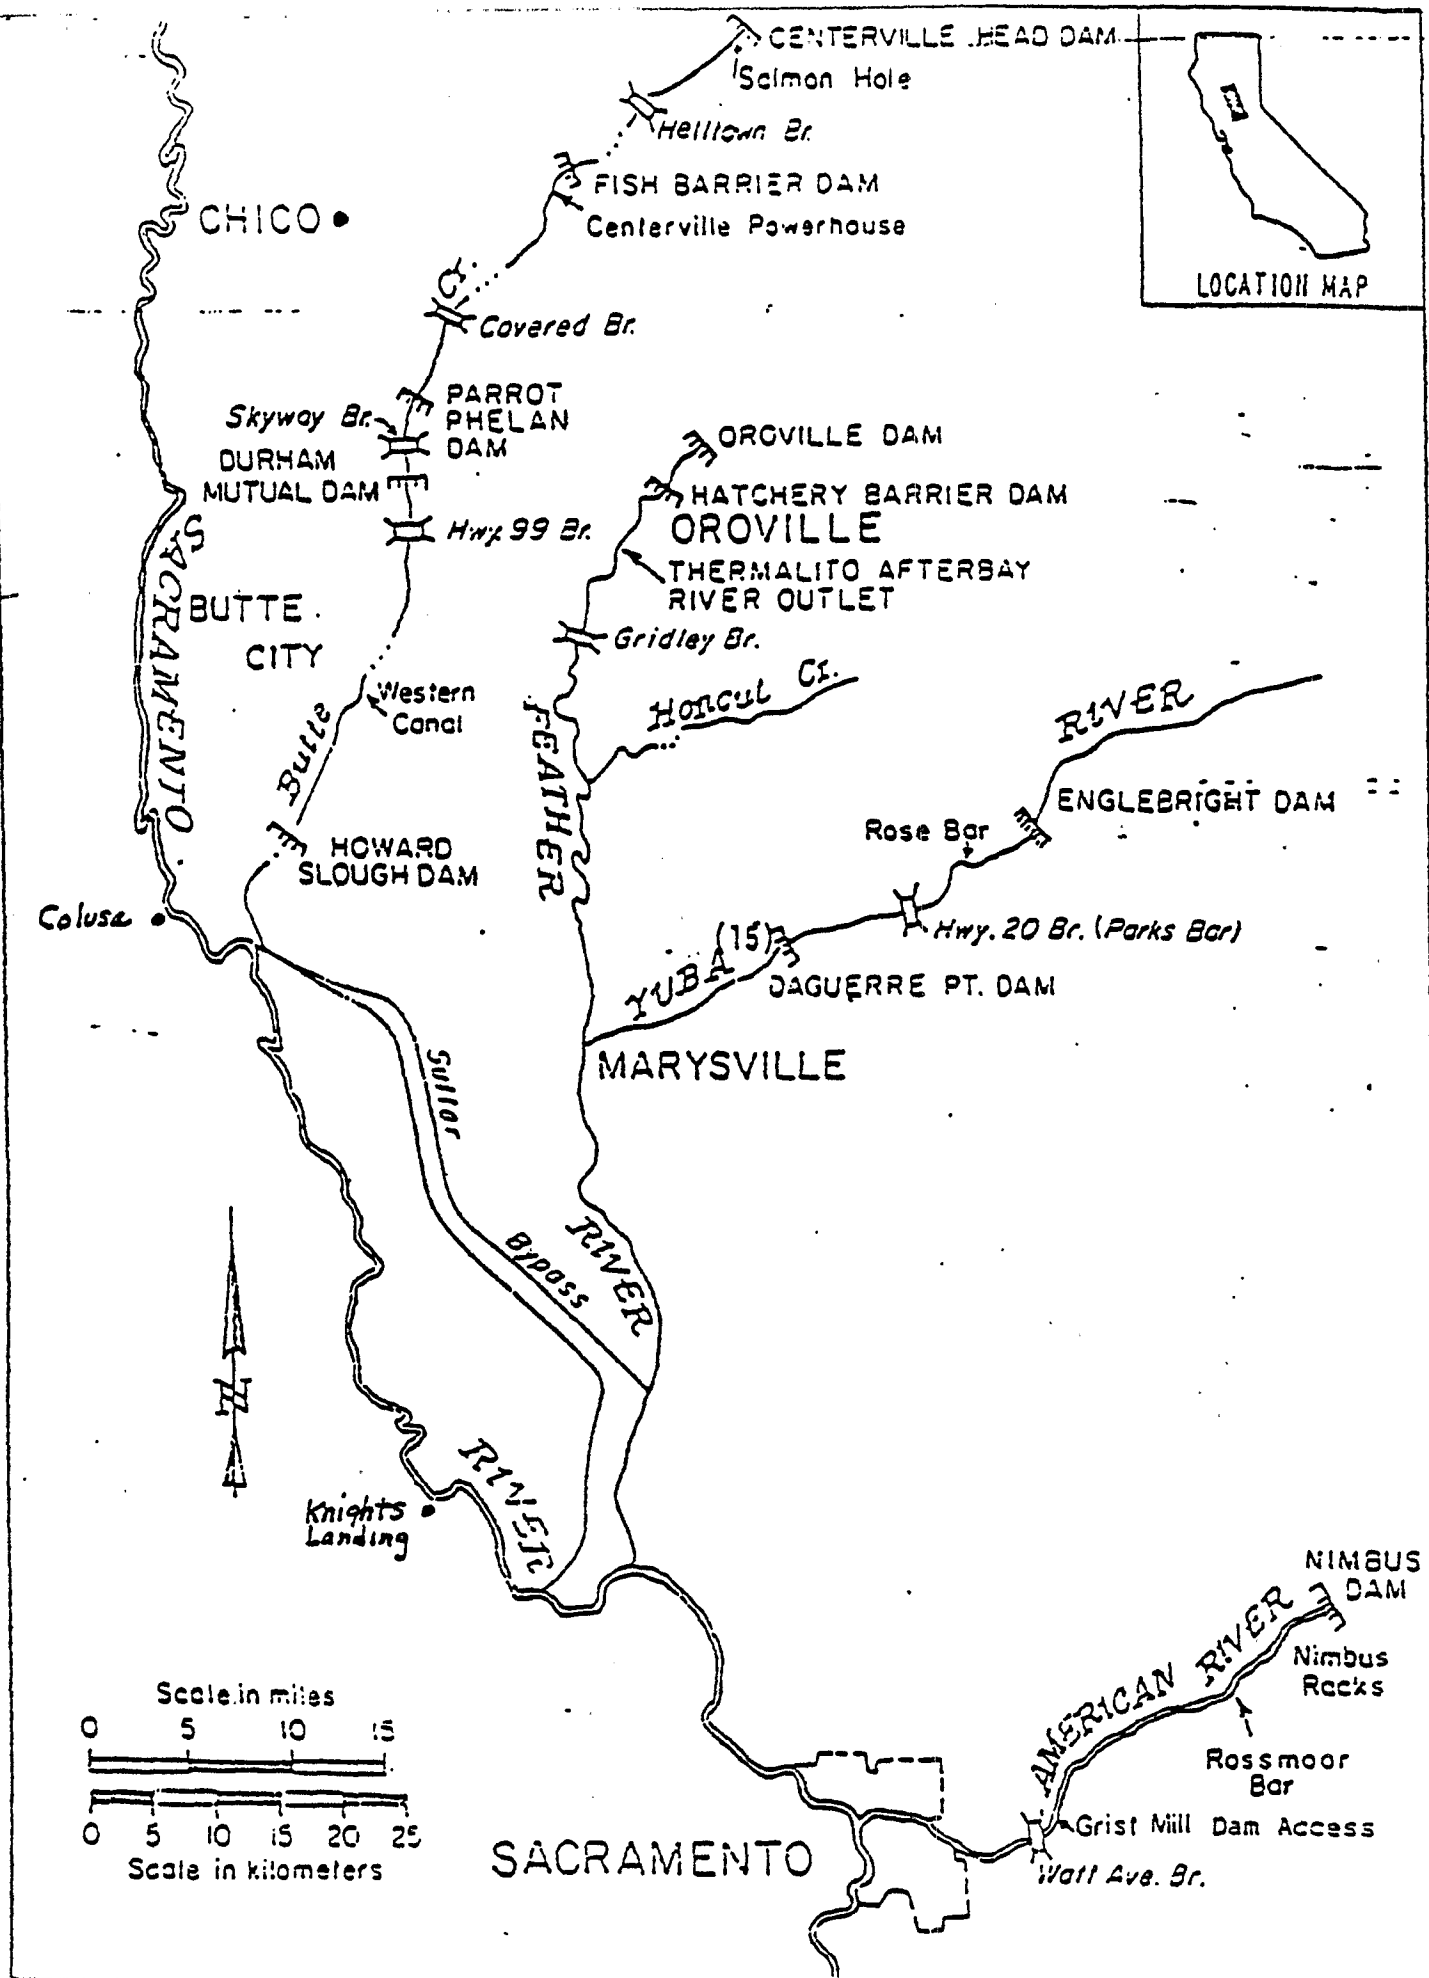 CENTERVILLE HEAD DAM
Salmon Hole
Helltown Br.
FISH BARRIER DAM
Centerville Powerhouse
LOCATION MAP
CHICO
Cr.
Covered Br.
PARROT
PHELAN
DAM
Skyway Br.
DURHAM
MUTUAL DAM
Hwy. 99 Br.
OROVILLE DAM
HATCHERY BARRIER DAM
OROVILLE
THERMALITO AFTERBAY
RIVER OUTLET
Gridley Br.
SACRAMENTO
BUTTE
CITY
Western
Canal
Butte
Honcut Cr.
FEATHER
RIVER
ENGLEBRIGHT DAM
Rose Bar
HOWARD
SLOUGH DAM
Colusa
Hwy. 20 Br. (Parks Bar)
YUBA
(15)
DAGUERRE PT. DAM
MARYSVILLE
Sutter
Bypass
RIVER
N
RIVER
Knights
Landing
NIMBUS
DAM
AMERICAN RIVER
Nimbus
Racks
Rossmoor
Bar
Grist Mill Dam Access
Watt Ave. Br.
SACRAMENTO
Scale in miles
0 5 10 15
0 5 10 15 20 25
Scale in kilometers